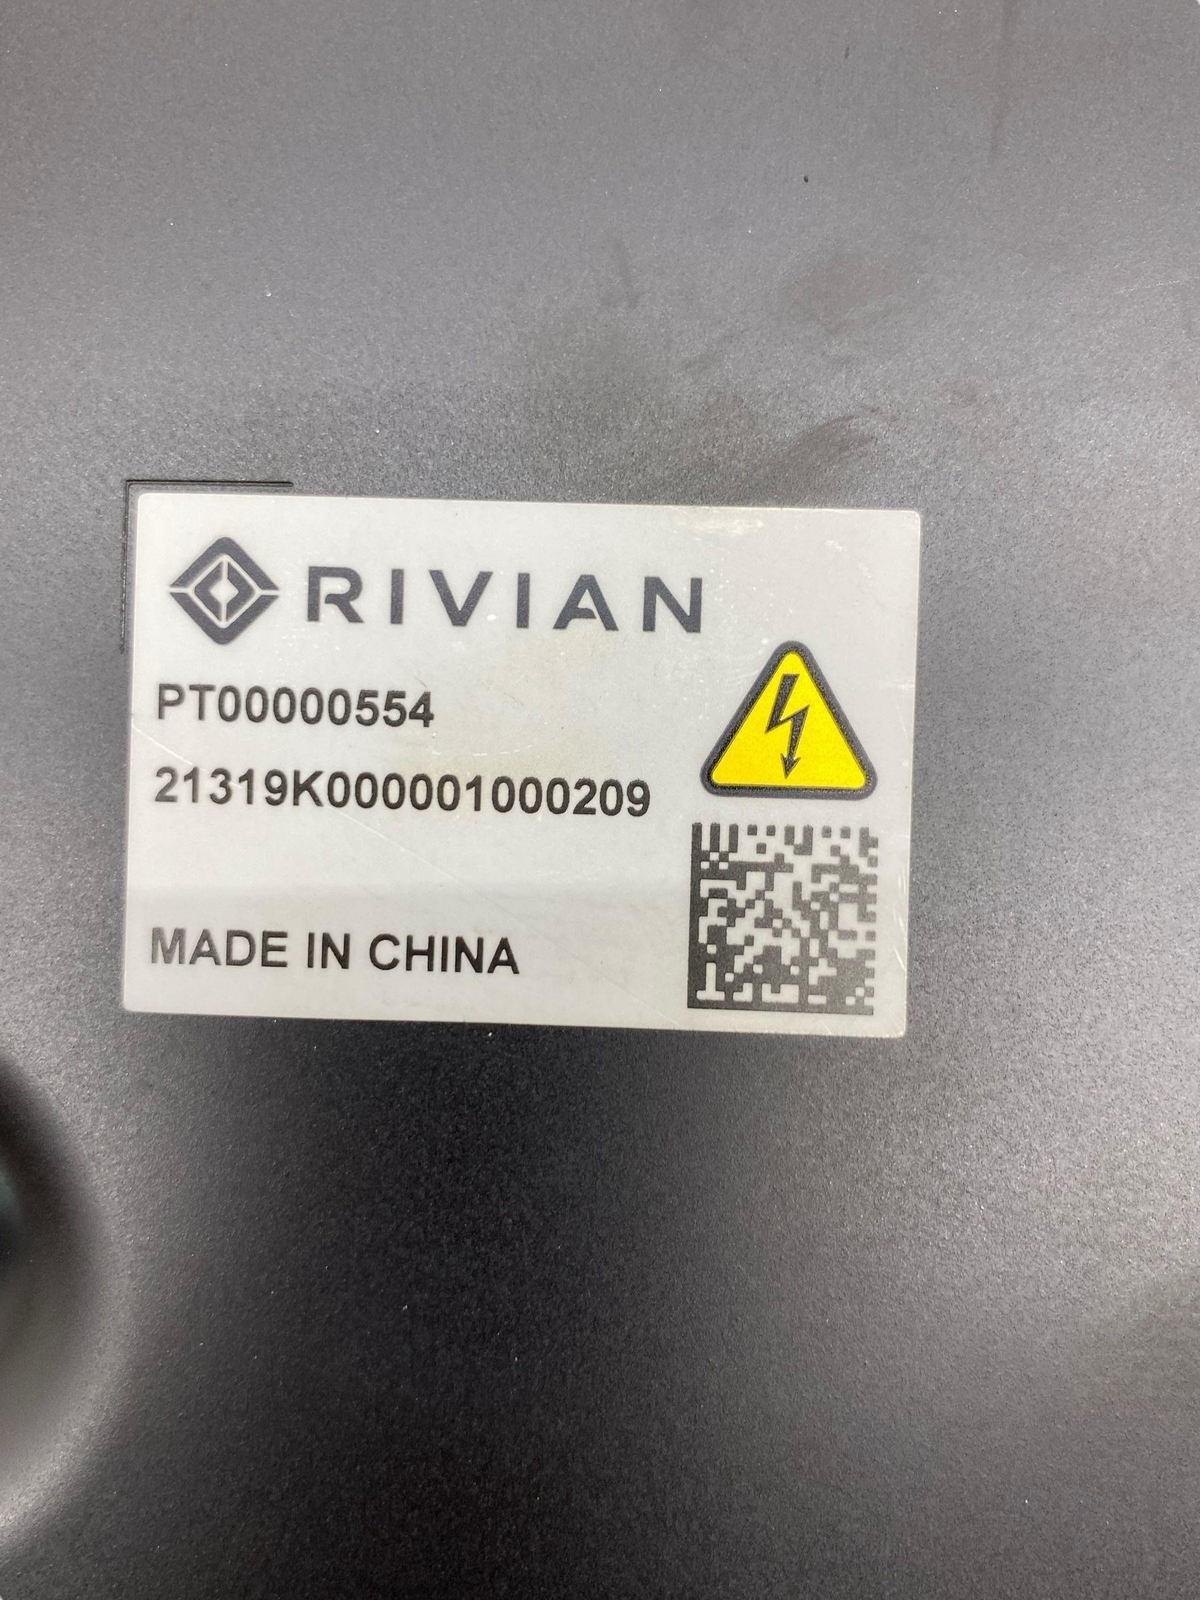 RIVIAN
PT00000554
21319K000001000209
MADE IN CHINA